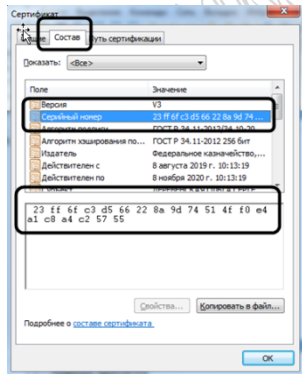 Сертификат
Общее Состав Путь сертификации
Показать: <Все>
Поле Значение
Версия V3
Серийный номер 23 ff 6f c3 d5 66 22 8a 9d 74 ...
Алгоритм подписи ГОСТ Р 34.11-2012/34.10-20...
Алгоритм хэширования по... ГОСТ Р 34.11-2012 256 бит
Издатель Федеральное казначейство,...
Действителен с 8 августа 2019 г. 10:13:19
Действителен по 8 ноября 2020 г. 10:13:19
Субъект
23 ff 6f c3 d5 66 22 8a 9d 74 51 4f f0 e4
a1 c8 a4 c2 57 55
Свойства... Копировать в файл...
Подробнее о составе сертификата
OK